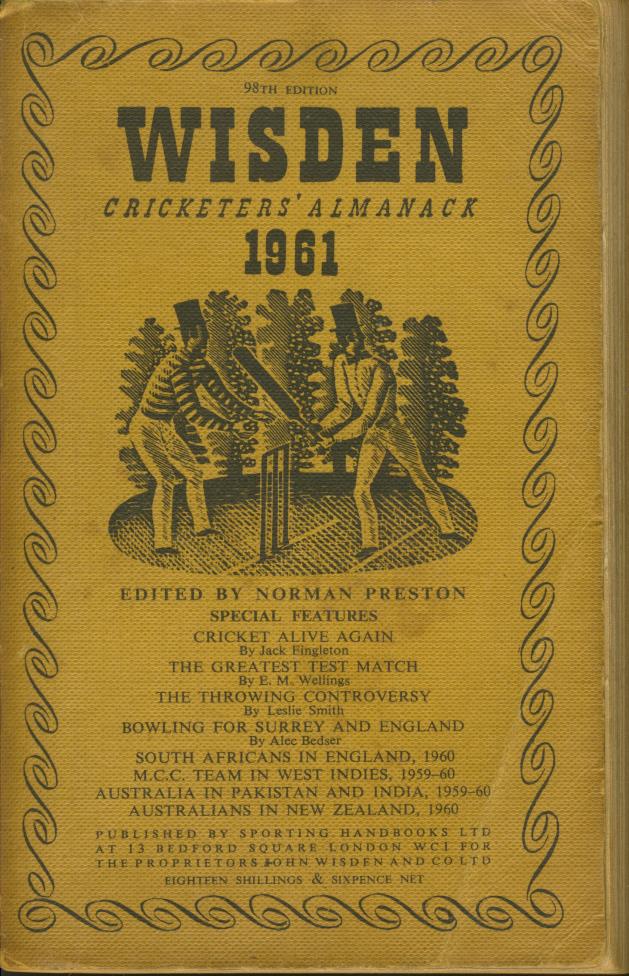 98TH EDITION
WISDEN
CRICKETERS' ALMANACK
1961
EDITED BY NORMAN PRESTON
SPECIAL FEATURES
CRICKET ALIVE AGAIN
By Jack Fingleton
THE GREATEST TEST MATCH
By E. M. Wellings
THE THROWING CONTROVERSY
By Leslie Smith
BOWLING FOR SURREY AND ENGLAND
By Alec Bedser
SOUTH AFRICANS IN ENGLAND, 1960
M.C.C. TEAM IN WEST INDIES, 1959–60
AUSTRALIA IN PAKISTAN AND INDIA, 1959–60
AUSTRALIANS IN NEW ZEALAND, 1960
PUBLISHED BY SPORTING HANDBOOKS LTD
AT 13 BEDFORD SQUARE LONDON WC1 FOR
THE PROPRIETORS JOHN WISDEN AND CO LTD
EIGHTEEN SHILLINGS & SIXPENCE NET